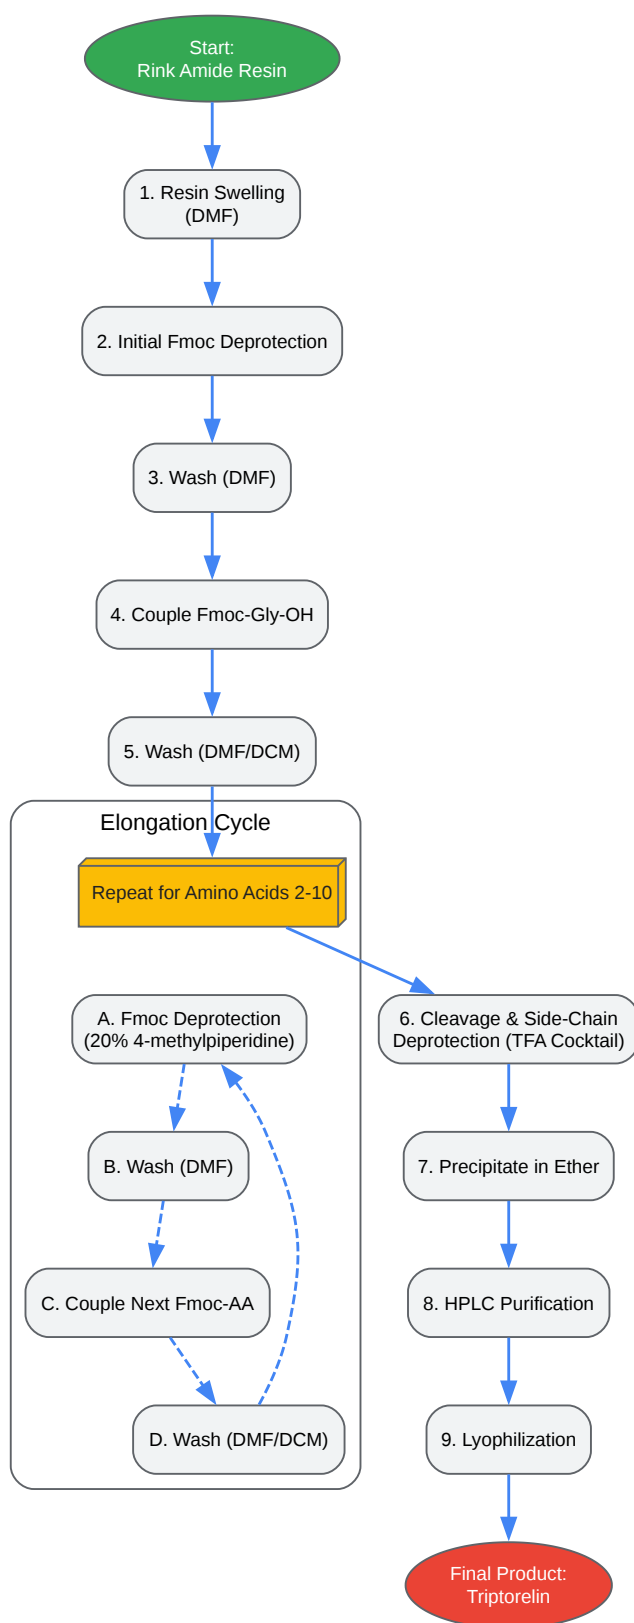 Start:
Rink Amide Resin
1. Resin Swelling
(DMF)
2. Initial Fmoc Deprotection
3. Wash (DMF)
4. Couple Fmoc-Gly-OH
5. Wash (DMF/DCM)
Elongation Cycle
Repeat for Amino Acids 2-10
A. Fmoc Deprotection
(20% 4-methylpiperidine)
B. Wash (DMF)
C. Couple Next Fmoc-AA
D. Wash (DMF/DCM)
6. Cleavage & Side-Chain
Deprotection (TFA Cocktail)
7. Precipitate in Ether
8. HPLC Purification
9. Lyophilization
Final Product:
Triptorelin